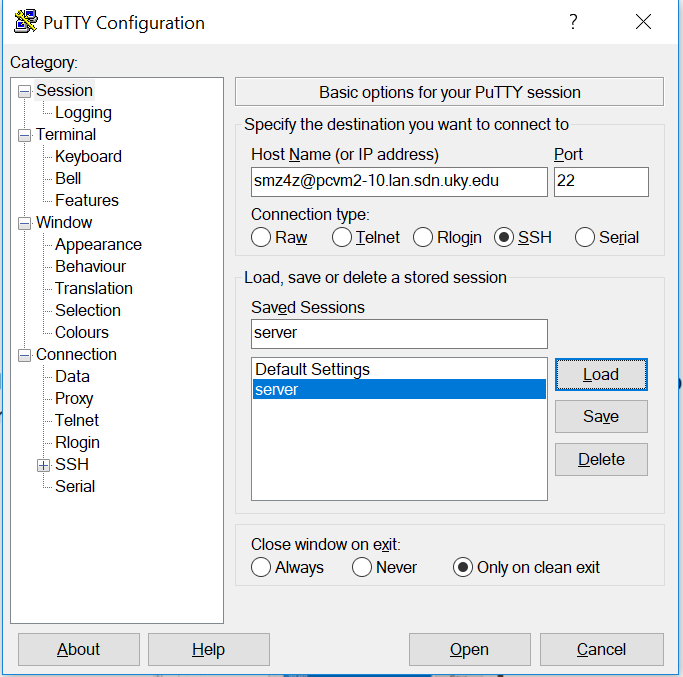 PuTTY Configuration
?
Category:
Session
Logging
Terminal
Keyboard
Bell
Features
Window
Appearance
Behaviour
Translation
Selection
Colours
Connection
Data
Proxy
Telnet
Rlogin
SSH
Serial
Basic options for your PuTTY session
Specify the destination you want to connect to
Host Name (or IP address) Port
smz4z@pcvm2-10.lan.sdn.uky.edu 22
Connection type:
Raw Telnet Rlogin SSH Serial
Load, save or delete a stored session
Saved Sessions
server
Default Settings
server
Load
Save
Delete
Close window on exit:
Always Never Only on clean exit
About Help Open Cancel